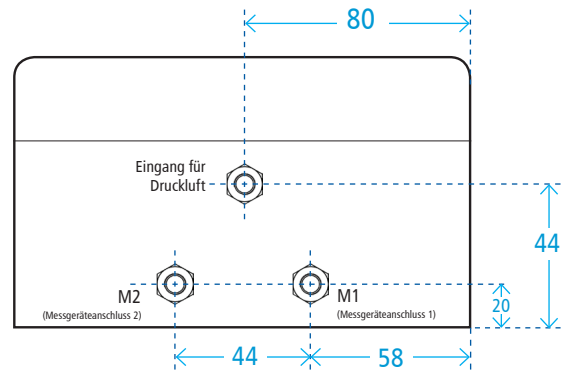 80
Eingang für
Druckluft
44
M2
(Messgeräteanschluss 2)
M1
(Messgeräteanschluss 1)
20
44
58